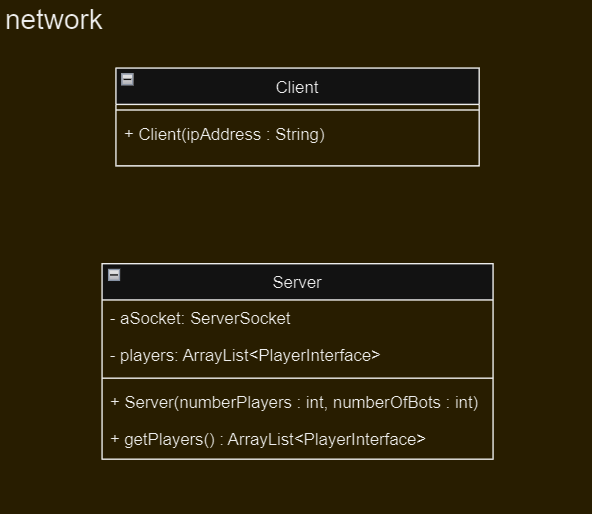 network
Client
+ Client(ipAddress : String)
Server
- aSocket: ServerSocket
- players: ArrayList<PlayerInterface>
+ Server(numberPlayers : int, numberOfBots : int)
+ getPlayers() : ArrayList<PlayerInterface>